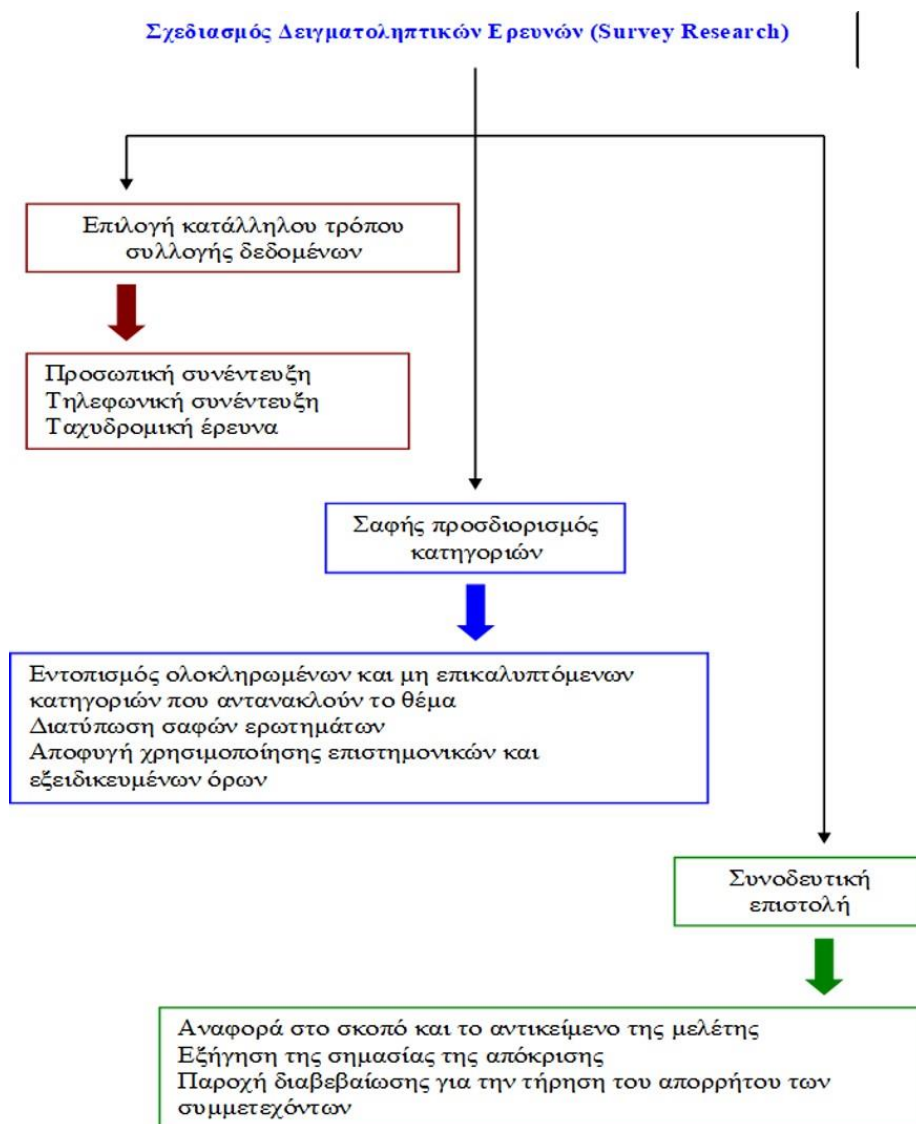 Σχεδιασμός Δειγματοληπτικών Ερευνών (Survey Research)
Επιλογή κατάλληλου τρόπου
συλλογής δεδομένων
Προσωπική συνέντευξη
Τηλεφωνική συνέντευξη
Ταχυδρομική έρευνα
Σαφής προσδιορισμός
κατηγοριών
Εντοπισμός ολοκληρωμένων και μη επικαλυπτόμενων
κατηγοριών που αντανακλούν το θέμα
Διατύπωση σαφών ερωτημάτων
Αποφυγή χρησιμοποίησης επιστημονικών και
εξειδικευμένων όρων
Συνοδευτική
επιστολή
Αναφορά στο σκοπό και το αντικείμενο της μελέτης
Εξήγηση της σημασίας της απόκρισης
Παροχή διαβεβαίωσης για την τήρηση του απορρήτου των
συμμετεχόντων